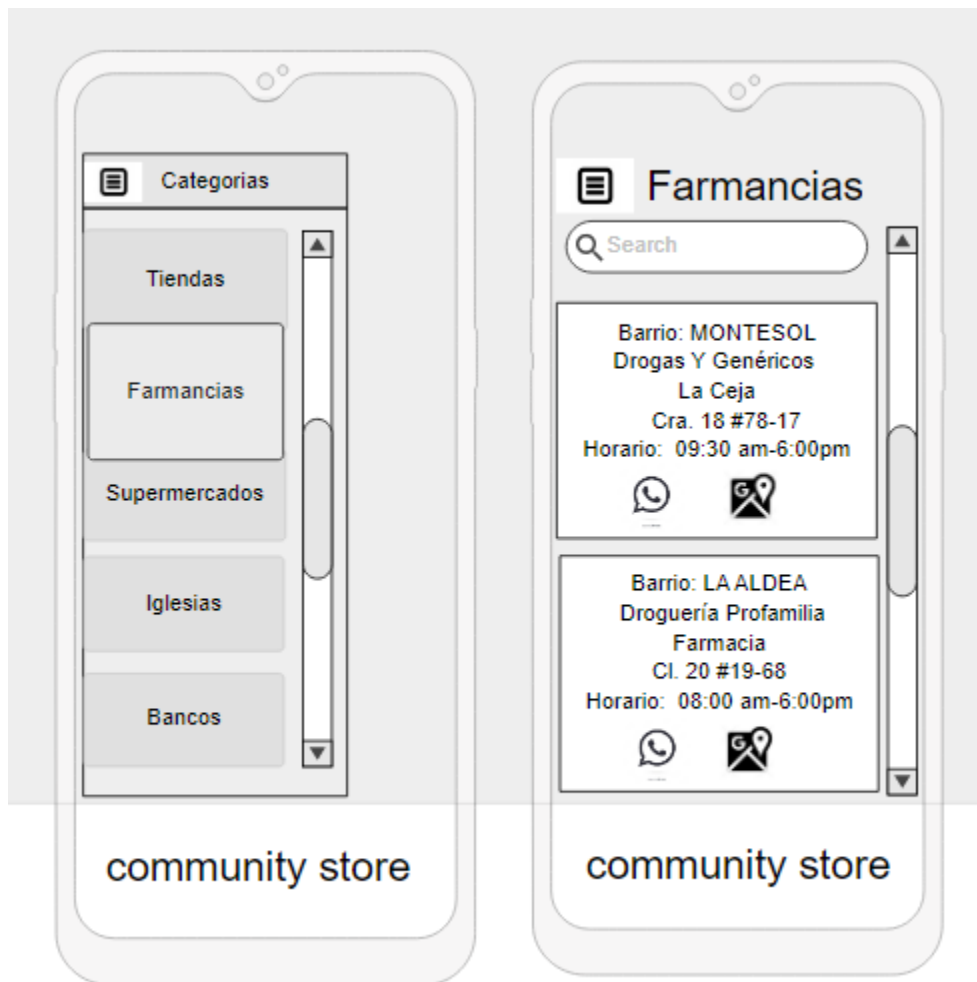 Categorias
Tiendas
Farmancias
Supermercados
Iglesias
Bancos
community store
Farmancias
Search
Barrio: MONTESOL
Drogas Y Genéricos
La Ceja
Cra. 18 #78-17
Horario: 09:30 am-6:00pm
Barrio: LA ALDEA
Droguería Profamilia
Farmacia
Cl. 20 #19-68
Horario: 08:00 am-6:00pm
community store